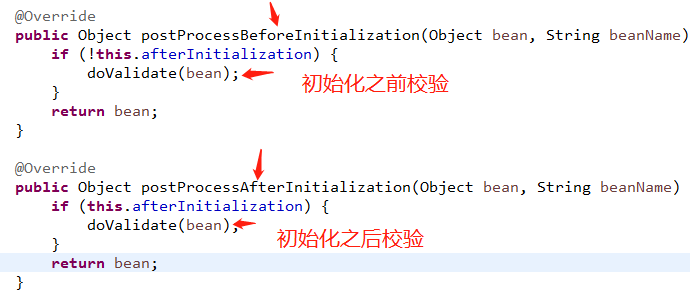 @Override
public Object postProcessBeforeInitialization(Object bean, String beanName)
if (!this.afterInitialization) {
doValidate(bean);
初始化之前校验
}
return bean;
}
@Override
public Object postProcessAfterInitialization(Object bean, String beanName)
if (this.afterInitialization) {
doValidate(bean);
初始化之后校验
}
return bean;
}